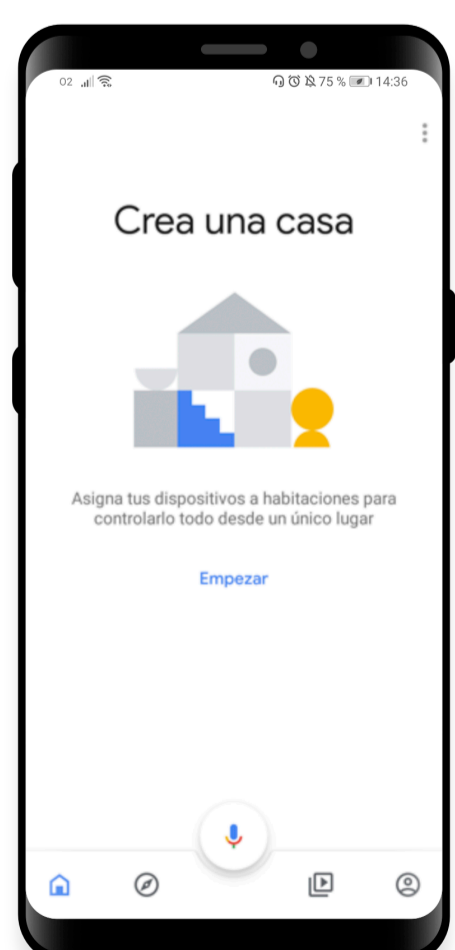 O2 75 % 14:36
Crea una casa
Asigna tus dispositivos a habitaciones para
controlarlo todo desde un único lugar
Empezar